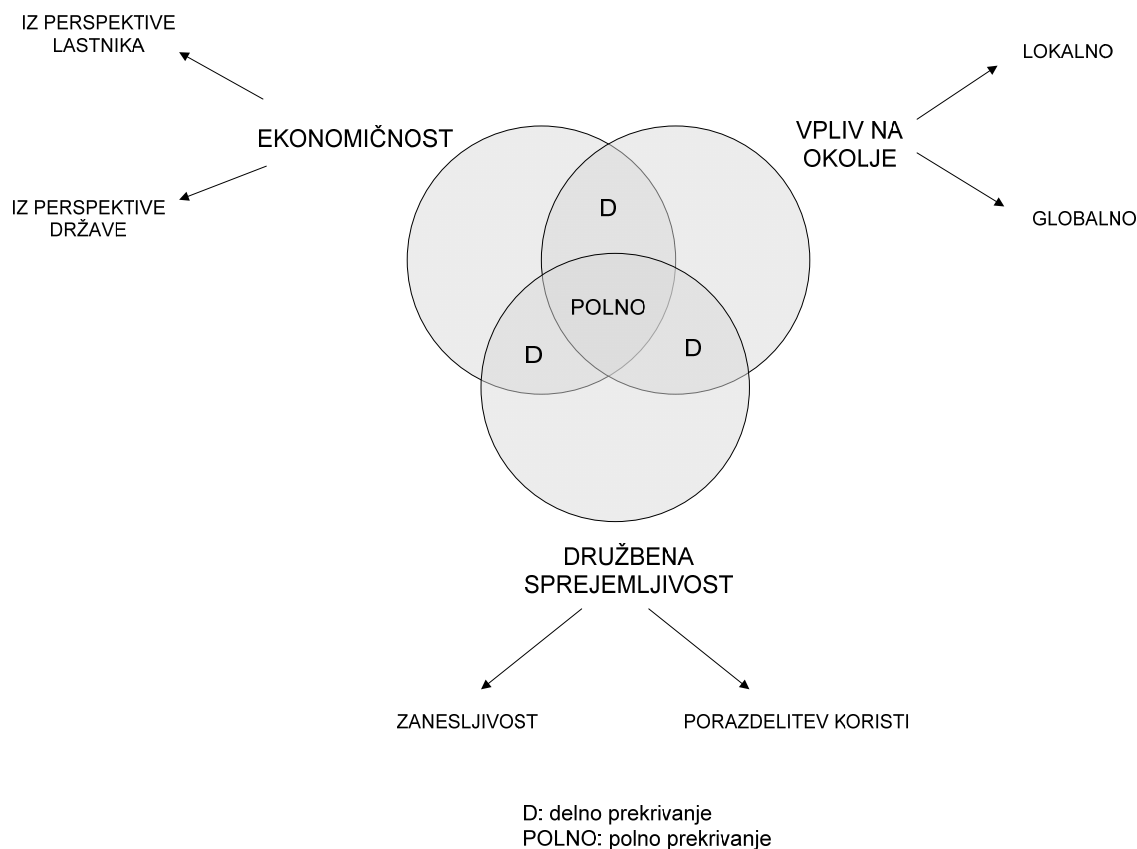 IZ PERSPEKTIVE
LASTNIKA
LOKALNO
EKONOMIČNOST
VPLIV NA
OKOLJE
IZ PERSPEKTIVE
DRŽAVE
GLOBALNO
D
POLNO
D
D
DRUŽBENA
SPREJEMLJIVOST
ZANESLJIVOST
PORAZDELITEV KORISTI
D: delno prekrivanje
POLNO: polno prekrivanje